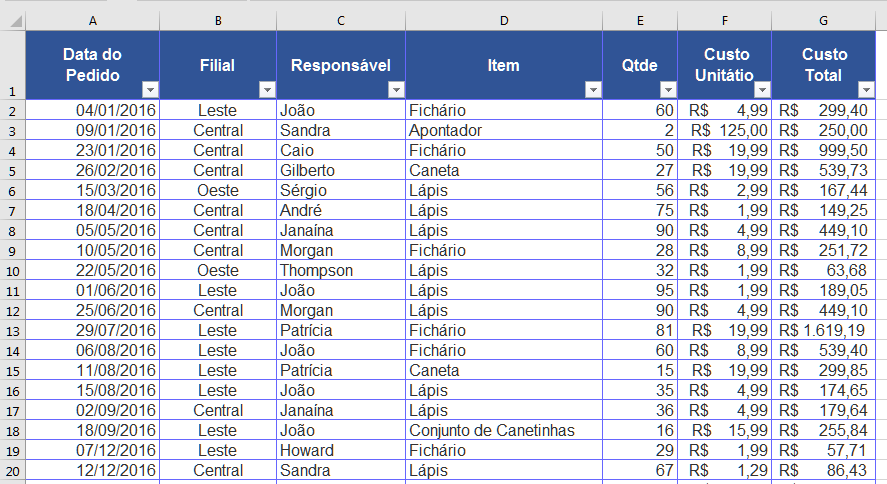 A B C D E F G
1 Data do Pedido Filial Responsável Item Qtde Custo Unitátio Custo Total
2 04/01/2016 Leste João Fichário 60 R$ 4,99 R$ 299,40
3 09/01/2016 Central Sandra Apontador 2 R$ 125,00 R$ 250,00
4 23/01/2016 Central Caio Fichário 50 R$ 19,99 R$ 999,50
5 26/02/2016 Central Gilberto Caneta 27 R$ 19,99 R$ 539,73
6 15/03/2016 Oeste Sérgio Lápis 56 R$ 2,99 R$ 167,44
7 18/04/2016 Central André Lápis 75 R$ 1,99 R$ 149,25
8 05/05/2016 Central Janaína Lápis 90 R$ 4,99 R$ 449,10
9 10/05/2016 Central Morgan Fichário 28 R$ 8,99 R$ 251,72
10 22/05/2016 Oeste Thompson Lápis 32 R$ 1,99 R$ 63,68
11 01/06/2016 Leste João Lápis 95 R$ 1,99 R$ 189,05
12 25/06/2016 Central Morgan Lápis 90 R$ 4,99 R$ 449,10
13 29/07/2016 Leste Patrícia Fichário 81 R$ 19,99 R$ 1.619,19
14 06/08/2016 Leste João Fichário 60 R$ 8,99 R$ 539,40
15 11/08/2016 Leste Patrícia Caneta 15 R$ 19,99 R$ 299,85
16 15/08/2016 Leste João Lápis 35 R$ 4,99 R$ 174,65
17 02/09/2016 Central Janaína Lápis 36 R$ 4,99 R$ 179,64
18 18/09/2016 Leste João Conjunto de Canetinhas 16 R$ 15,99 R$ 255,84
19 07/12/2016 Leste Howard Fichário 29 R$ 1,99 R$ 57,71
20 12/12/2016 Central Sandra Lápis 67 R$ 1,29 R$ 86,43